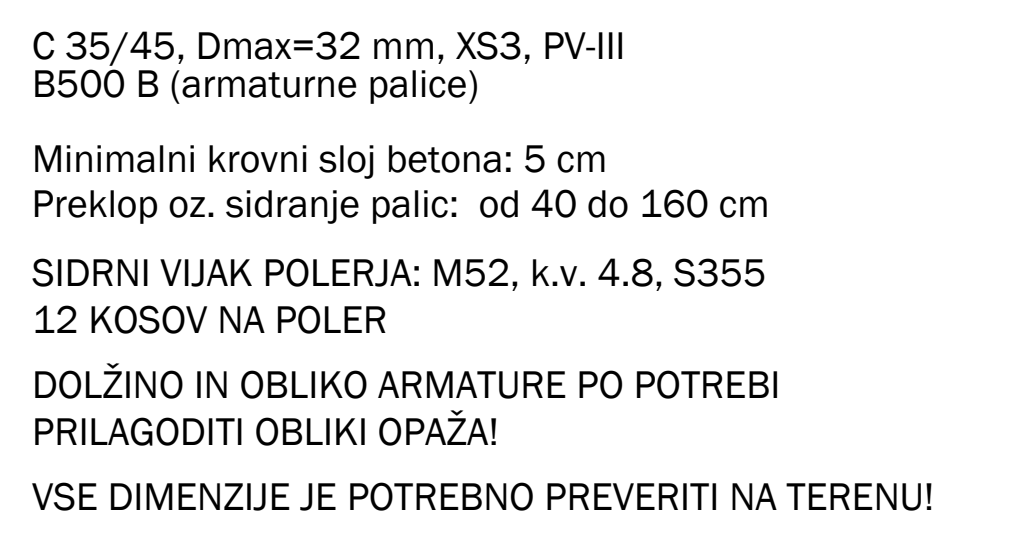 C 35/45, Dmax=32 mm, XS3, PV-III
B500 B (armaturne palice)
Minimalni krovni sloj betona: 5 cm
Preklop oz. sidranje palic:  od 40 do 160 cm
SIDRNI VIJAK POLERJA: M52, k.v. 4.8, S355
12 KOSOV NA POLER
DOLŽINO IN OBLIKO ARMATURE PO POTREBI
PRILAGODITI OBLIKI OPAŽA!
VSE DIMENZIJE JE POTREBNO PREVERITI NA TERENU!